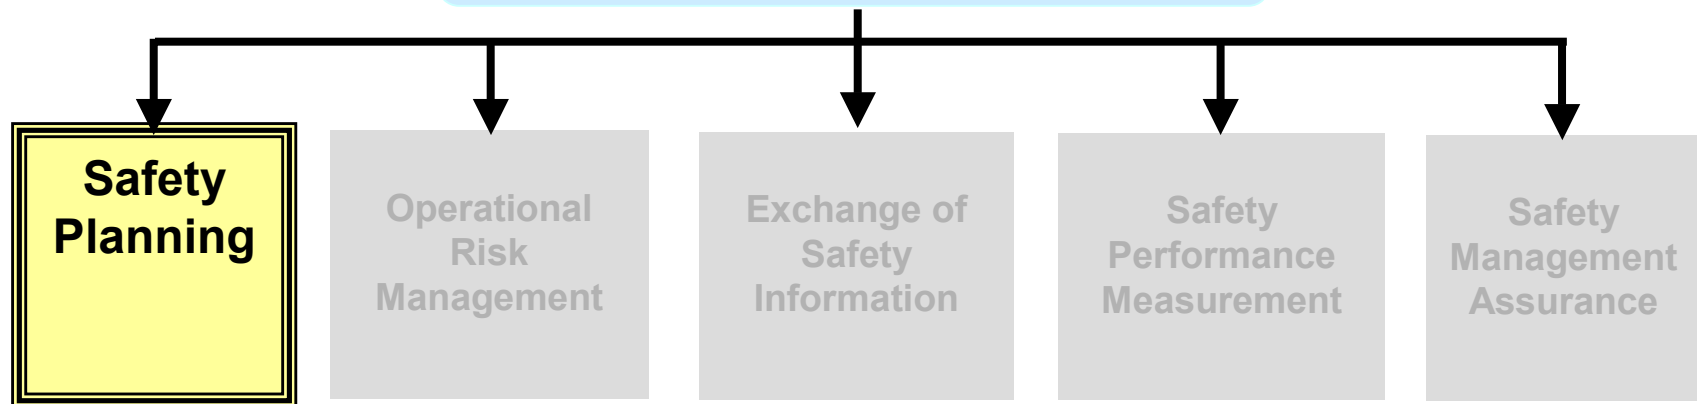 Safety
Planning
Operational
Risk
Management
Exchange of
Safety
Information
Safety
Performance
Measurement
Safety
Management
Assurance